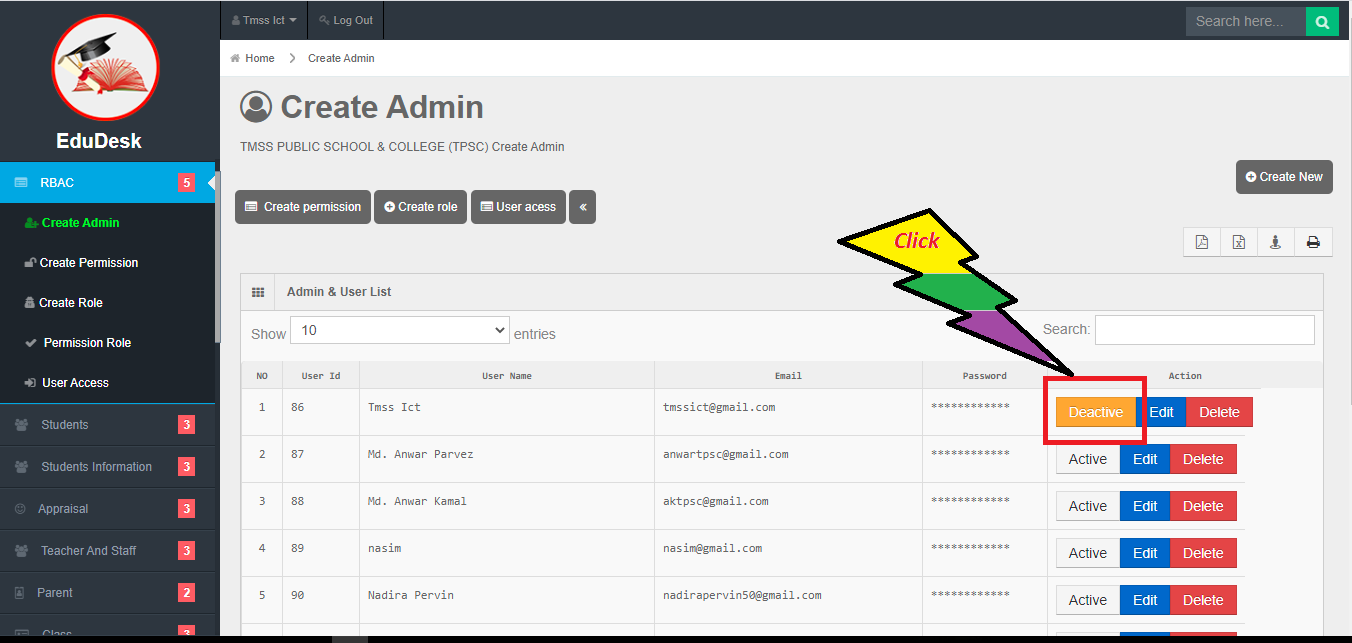 Tmss Ict
Log Out
Search here...
EduDesk
Home
Create Admin
Create Admin
TMSS PUBLIC SCHOOL & COLLEGE (TPSC) Create Admin
RBAC 5
Create Admin
Create Permission
Create Role
Permission Role
User Access
Students 3
Students Information 3
Appraisal 3
Teacher And Staff 3
Parent 2
Class 3
Create New
Create permission
Create role
User acess
«
Click
Admin & User List
Show 10 entries
Search:
NO User Id User Name Email Password Action
1 86 Tmss Ict tmssict@gmail.com ************ Deactive Edit Delete
2 87 Md. Anwar Parvez anwartpsc@gmail.com ************ Active Edit Delete
3 88 Md. Anwar Kamal aktpsc@gmail.com ************ Active Edit Delete
4 89 nasim nasim@gmail.com ************ Active Edit Delete
5 90 Nadira Pervin nadirapervin50@gmail.com ************ Active Edit Delete